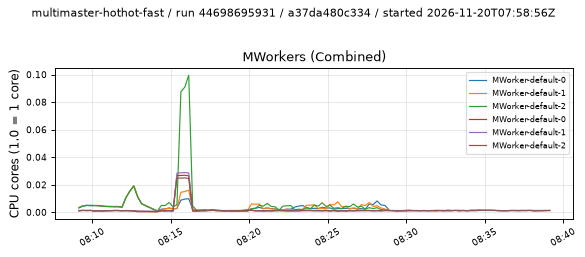 multimaster-hothot-fast / run 44698695931 / a37da480c334 / started 2026-11-20T07:58:56Z
MWorkers (Combined)
CPU cores (1.0 = 1 core)
0.10
0.08
0.06
0.04
0.02
0.00
MWorker-default-0
MWorker-default-1
MWorker-default-2
MWorker-default-0
MWorker-default-1
MWorker-default-2
08:10
08:15
08:20
08:25
08:30
08:35
08:40